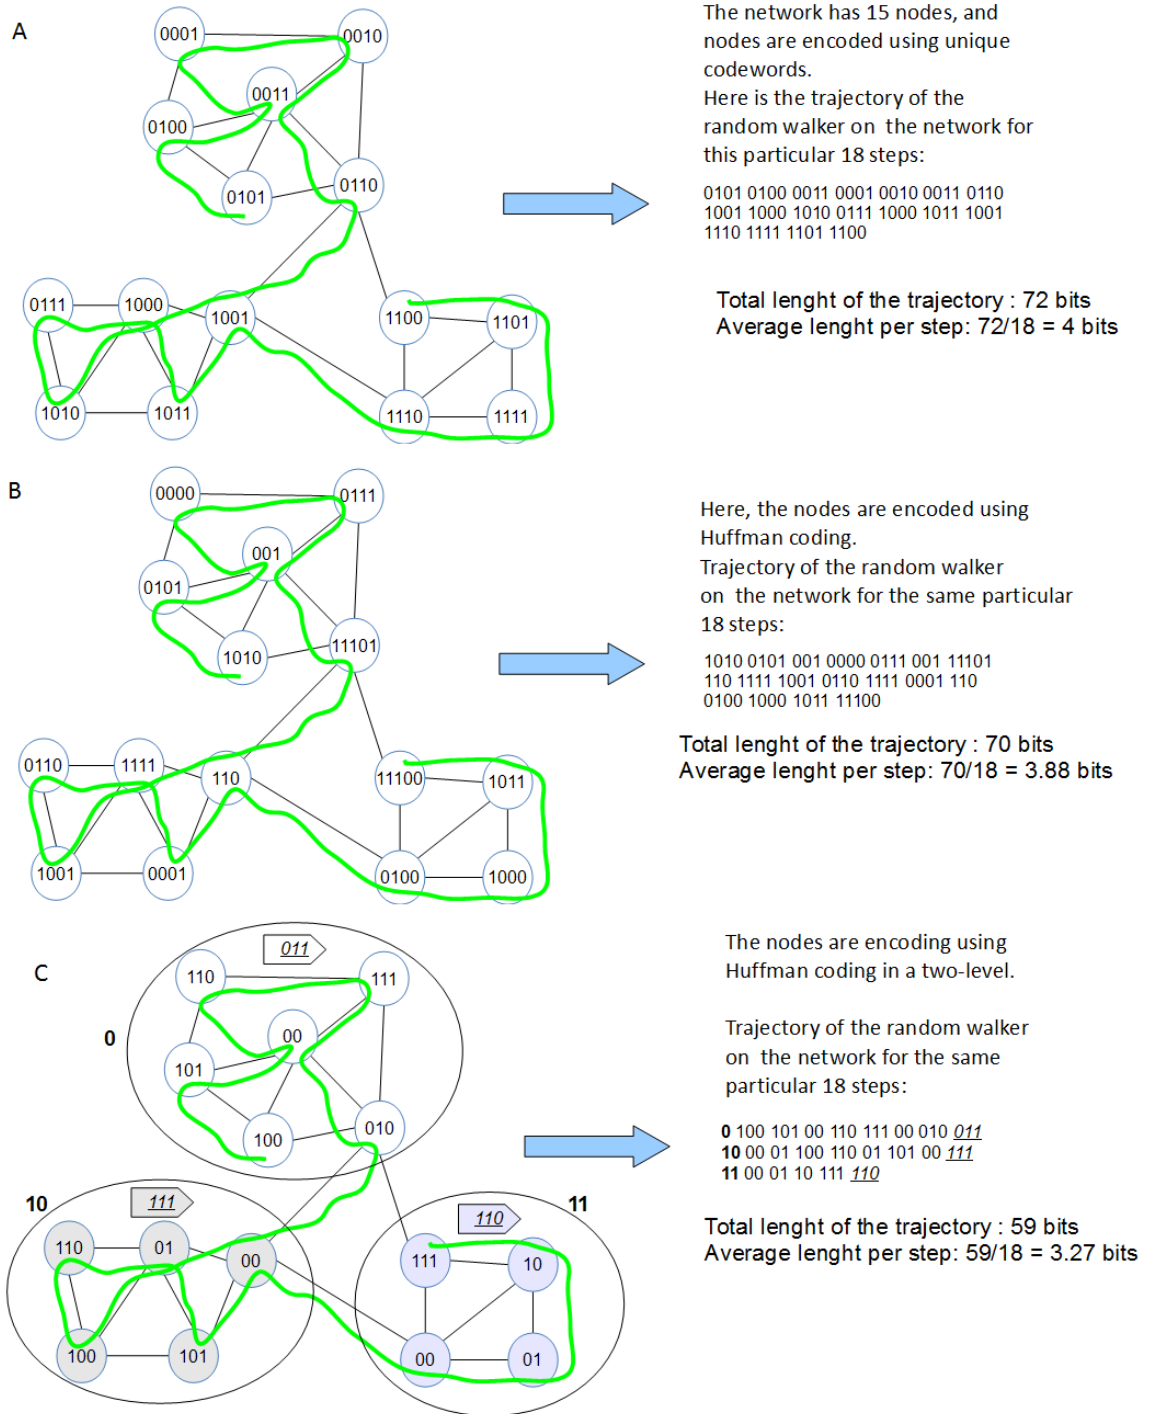 A
0001
0010
0011
0100
0101
0110
0111
1000
1001
1010
1011
1100
1101
1110
1111
The network has 15 nodes, and
nodes are encoded using unique
codewords.
Here is the trajectory of the
random walker on the network for
this particular 18 steps:
0101 0100 0011 0001 0010 0011 0110
1001 1000 1010 0111 1000 1011 1001
1110 1111 1101 1100
Total lenght of the trajectory : 72 bits
Average lenght per step: 72/18 = 4 bits
B
0000
0111
001
0101
1010
11101
0110
1111
110
1001
0001
11100
1011
0100
1000
Here, the nodes are encoded using
Huffman coding.
Trajectory of the random walker
on the network for the same particular
18 steps:
1010 0101 001 0000 0111 001 11101
110 1111 1001 0110 1111 0001 110
0100 1000 1011 11100
Total lenght of the trajectory : 70 bits
Average lenght per step: 70/18 = 3.88 bits
C
011
110
111
0
00
101
100
010
10
111
110
01
00
100
101
11
110
111
10
00
01
The nodes are encoding using
Huffman coding in a two-level.
Trajectory of the random walker
on the network for the same
particular 18 steps:
0 100 101 00 110 111 00 010 011
10 00 01 100 110 01 101 00 111
11 00 01 10 111 110
Total lenght of the trajectory : 59 bits
Average lenght per step: 59/18 = 3.27 bits